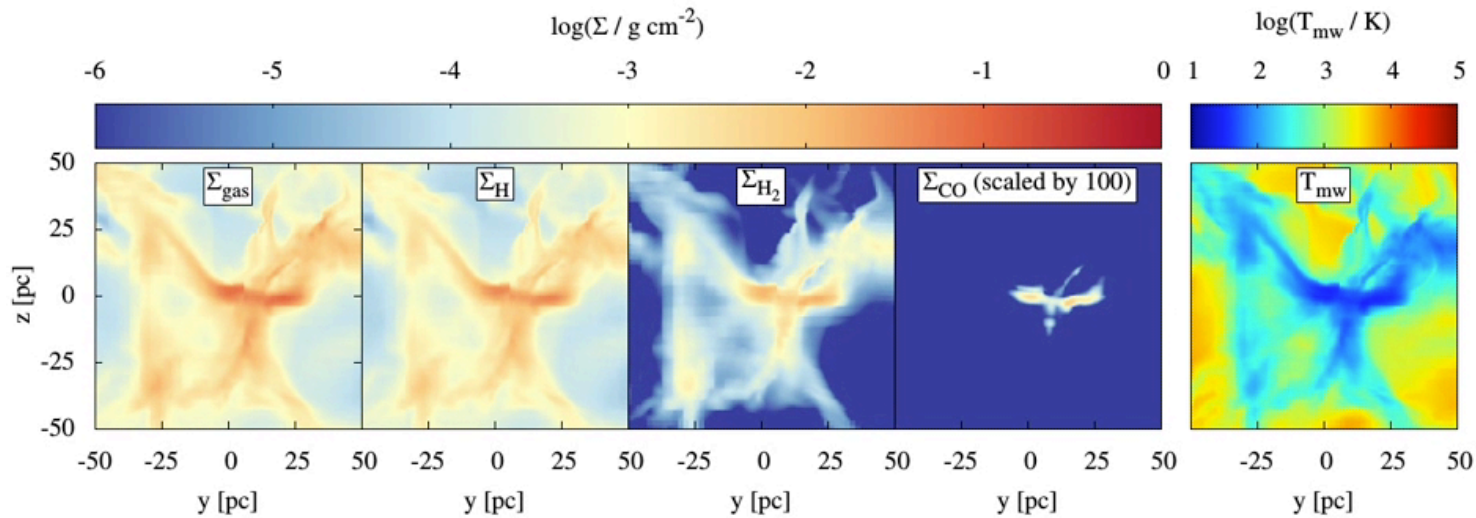 log(Σ / g cm⁻²) log(T_mw / K)
-6 -5 -4 -3 -2 -1 0 1 2 3 4 5
Σ_gas Σ_H Σ_H₂ Σ_CO (scaled by 100) T_mw
50
25
0
-25
-50
z [pc]
-50 -25 0 25 -50 -25 0 25 -50 -25 0 25 -50 -25 0 25 50 -25 0 25 50
y [pc] y [pc] y [pc] y [pc] y [pc]